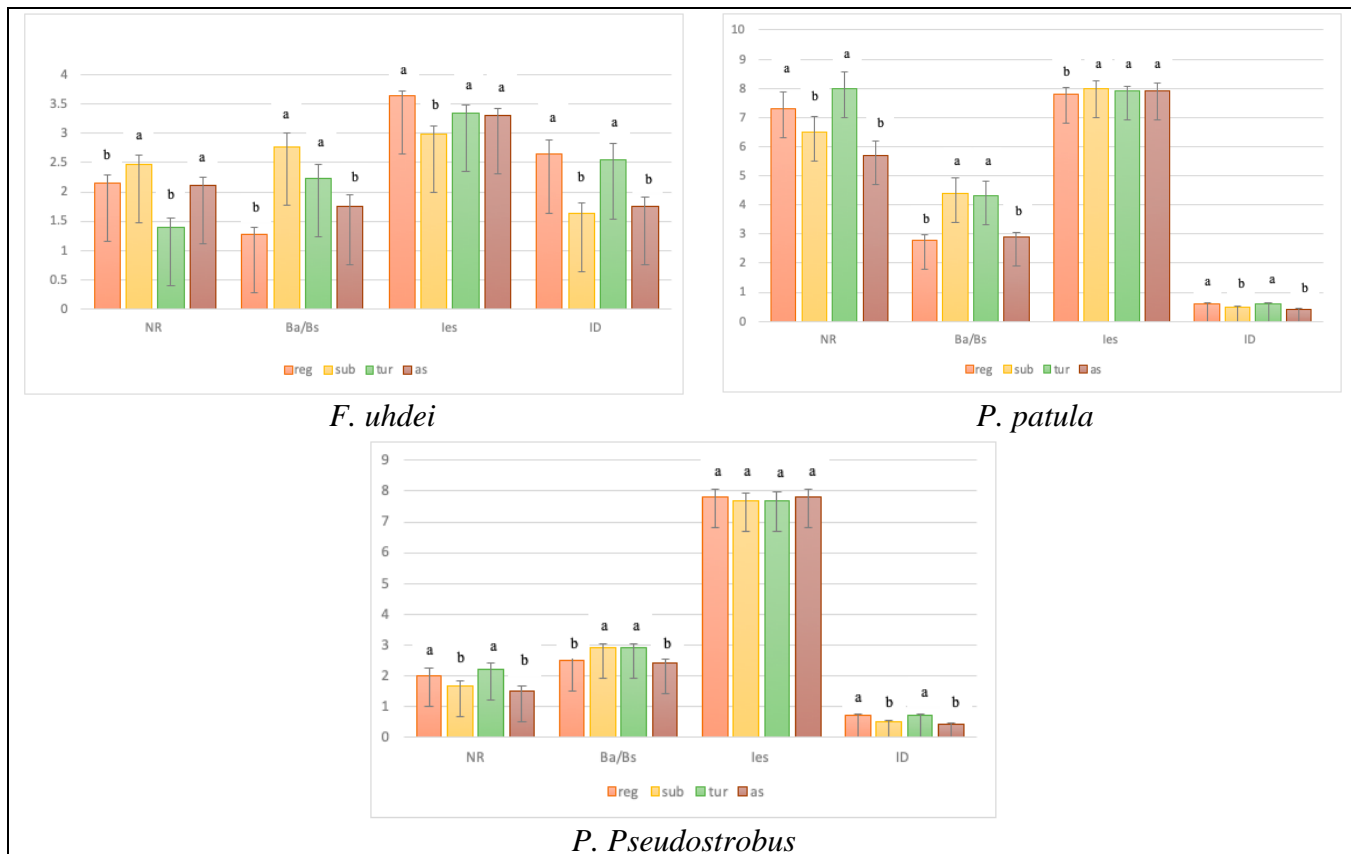 4
3.5
3
2.5
2
1.5
1
0.5
0
b a b a
b a a b
a b a a
a b a b
NR Ba/Bs Ies ID
reg sub tur as
F. uhdei
10
9
8
7
6
5
4
3
2
1
0
a b a b
b a a b
b a a a
a b a b
NR Ba/Bs Ies ID
reg sub tur as
P. patula
9
8
7
6
5
4
3
2
1
0
a b a b
b a a b
a a a a
a b a b
NR Ba/Bs Ies ID
reg sub tur as
P. Pseudostrobus